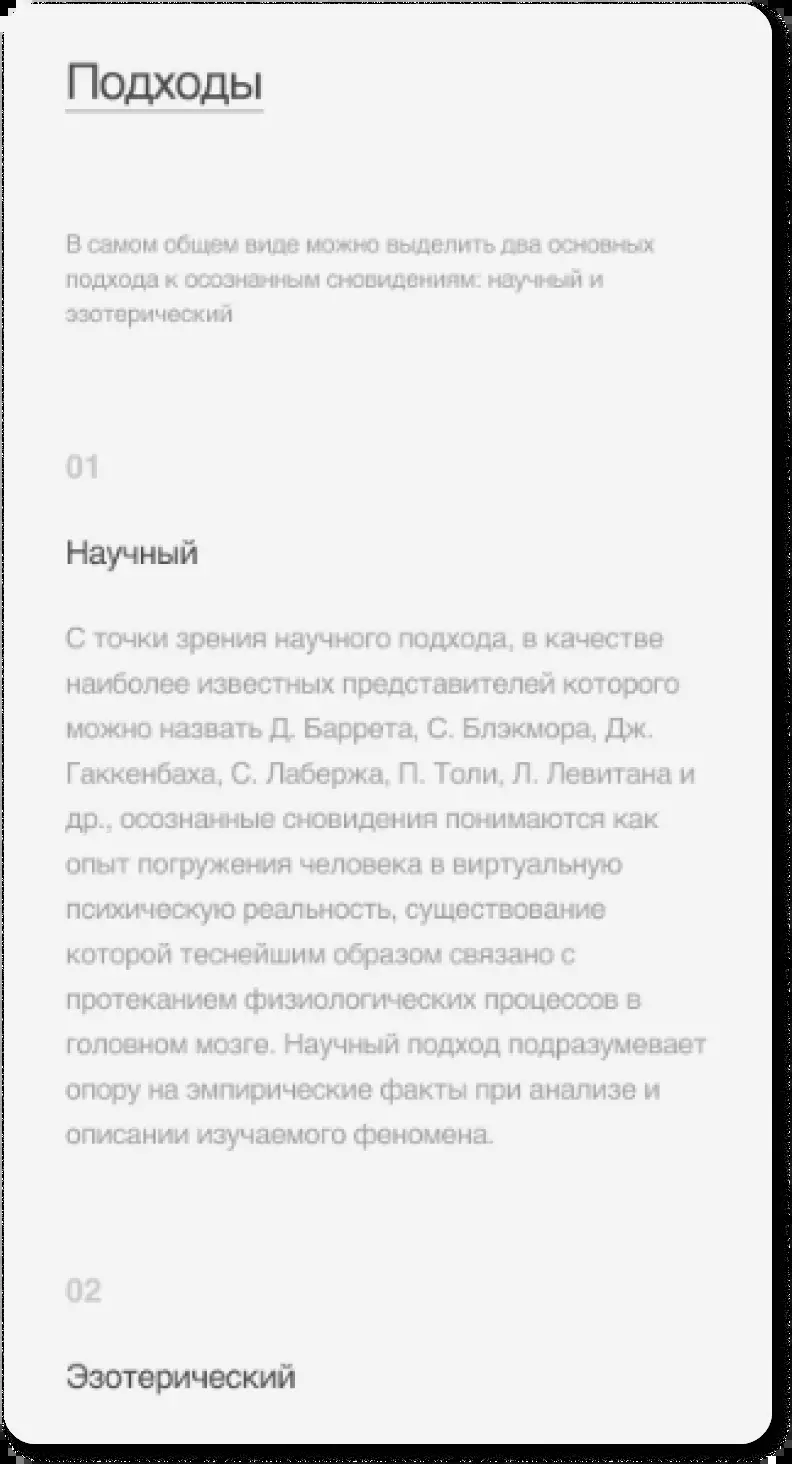 Подходы
В самом общем виде можно выделить два основных
подхода к осознанным сновидениям: научный и
эзотерический
01
Научный
С точки зрения научного подхода, в качестве
наиболее известных представителей которого
можно назвать Д. Баррета, С. Блэкмора, Дж.
Гаккенбаха, С. Лабержа, П. Толи, Л. Левитана и
др., осознанные сновидения понимаются как
опыт погружения человека в виртуальную
психическую реальность, существование
которой теснейшим образом связано с
протеканием физиологических процессов в
головном мозге. Научный подход подразумевает
опору на эмпирические факты при анализе и
описании изучаемого феномена.
02
Эзотерический